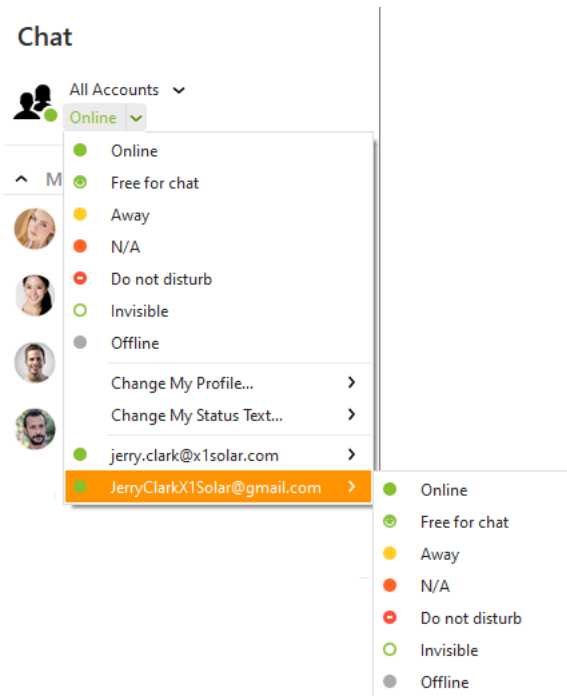 Chat
All Accounts
Online
Online
M
Free for chat
Away
N/A
Do not disturb
Invisible
Offline
Change My Profile...
Change My Status Text...
jerry.clark@x1solar.com
JerryClarkX1Solar@gmail.com
Online
Free for chat
Away
N/A
Do not disturb
Invisible
Offline